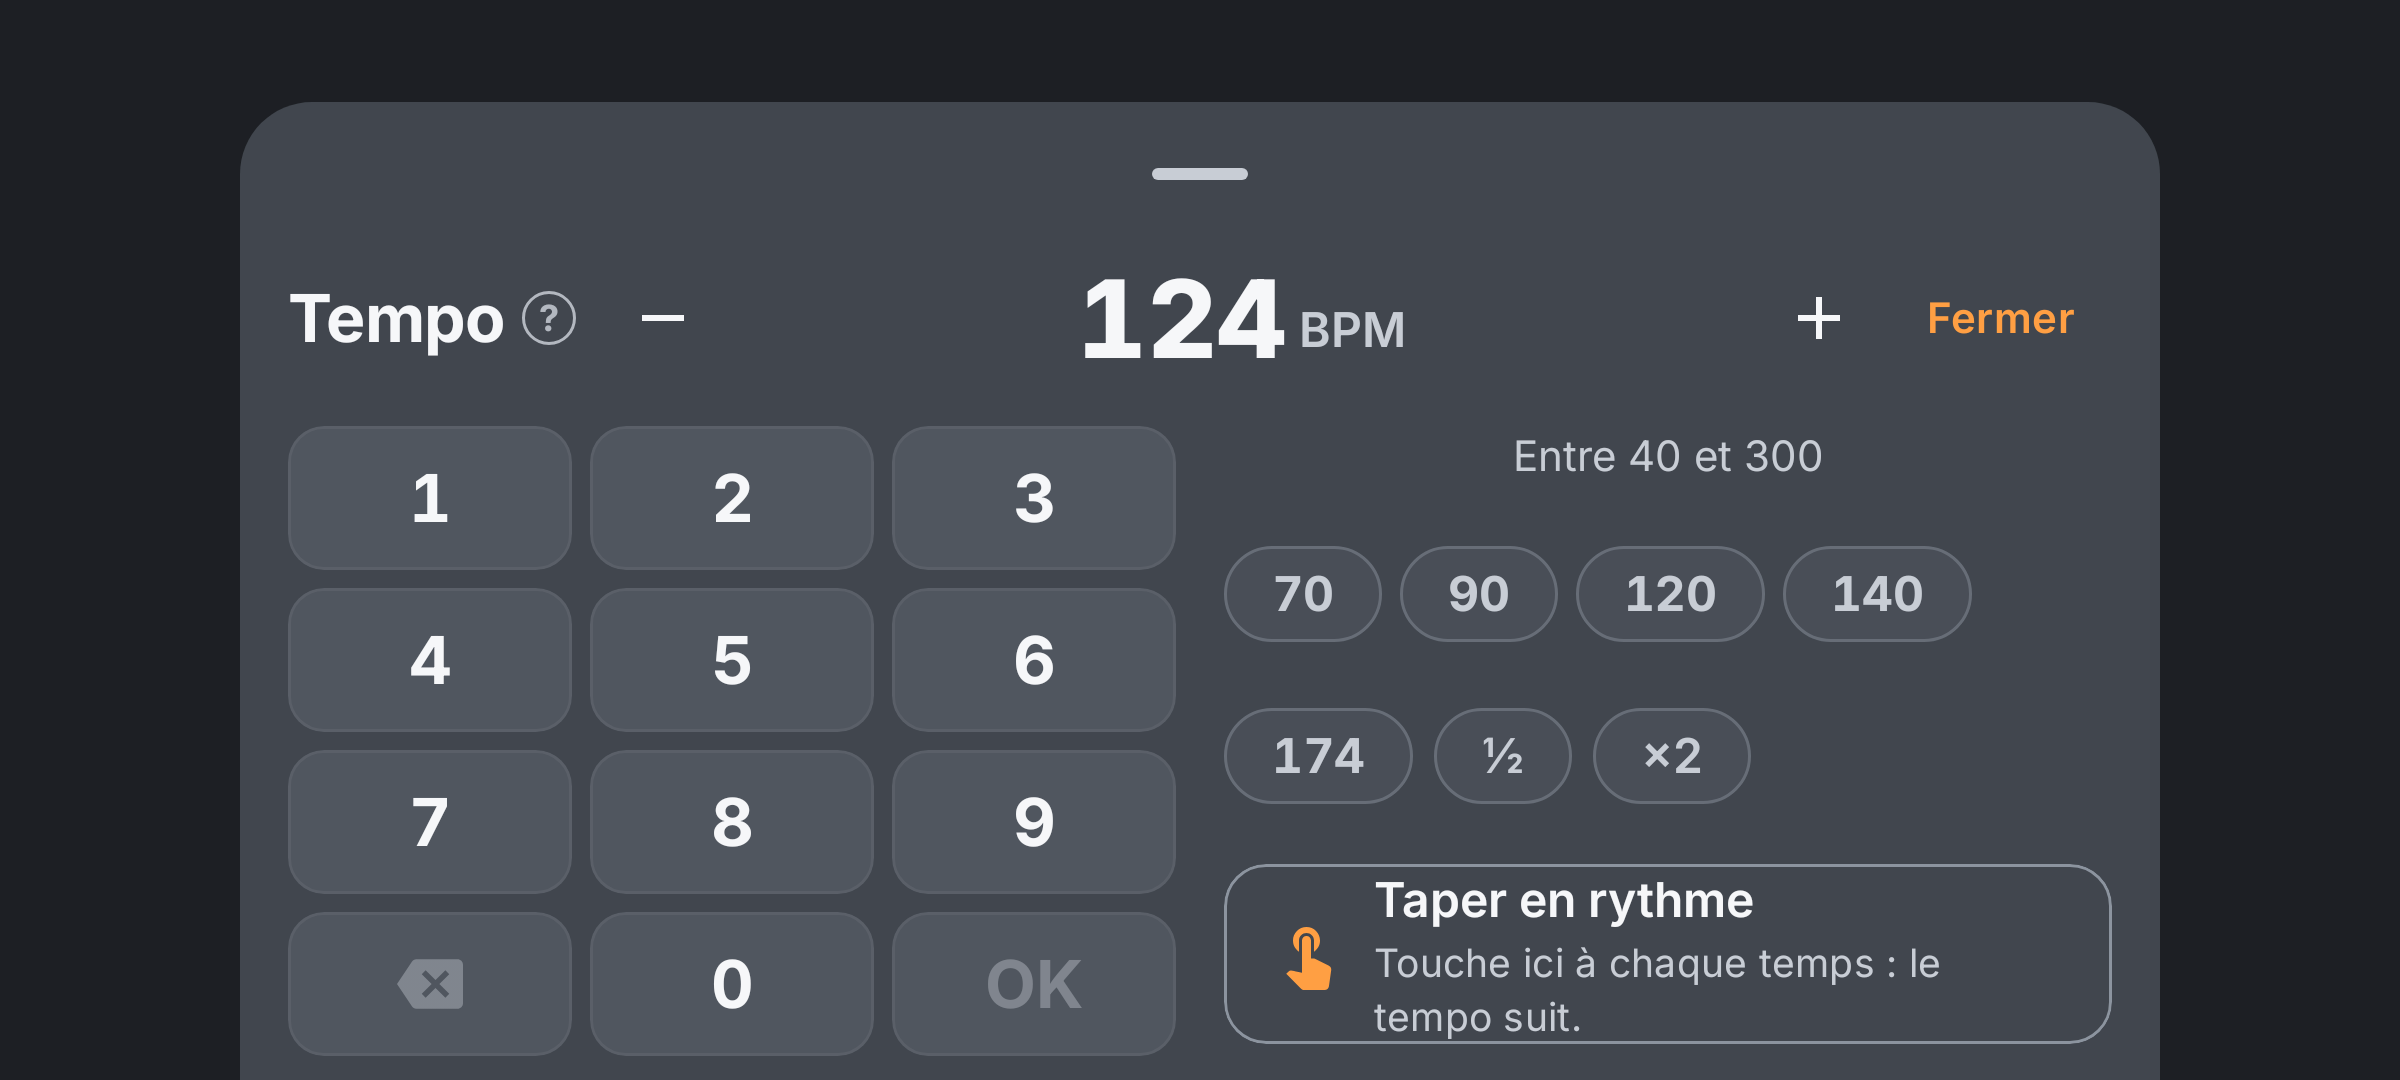 Tempo ? − 124 BPM + Fermer
1 2 3
Entre 40 et 300
4 5 6
70 90 120 140
7 8 9
174 ½ ×2
0 OK
Taper en rythme
Touche ici à chaque temps : le
tempo suit.